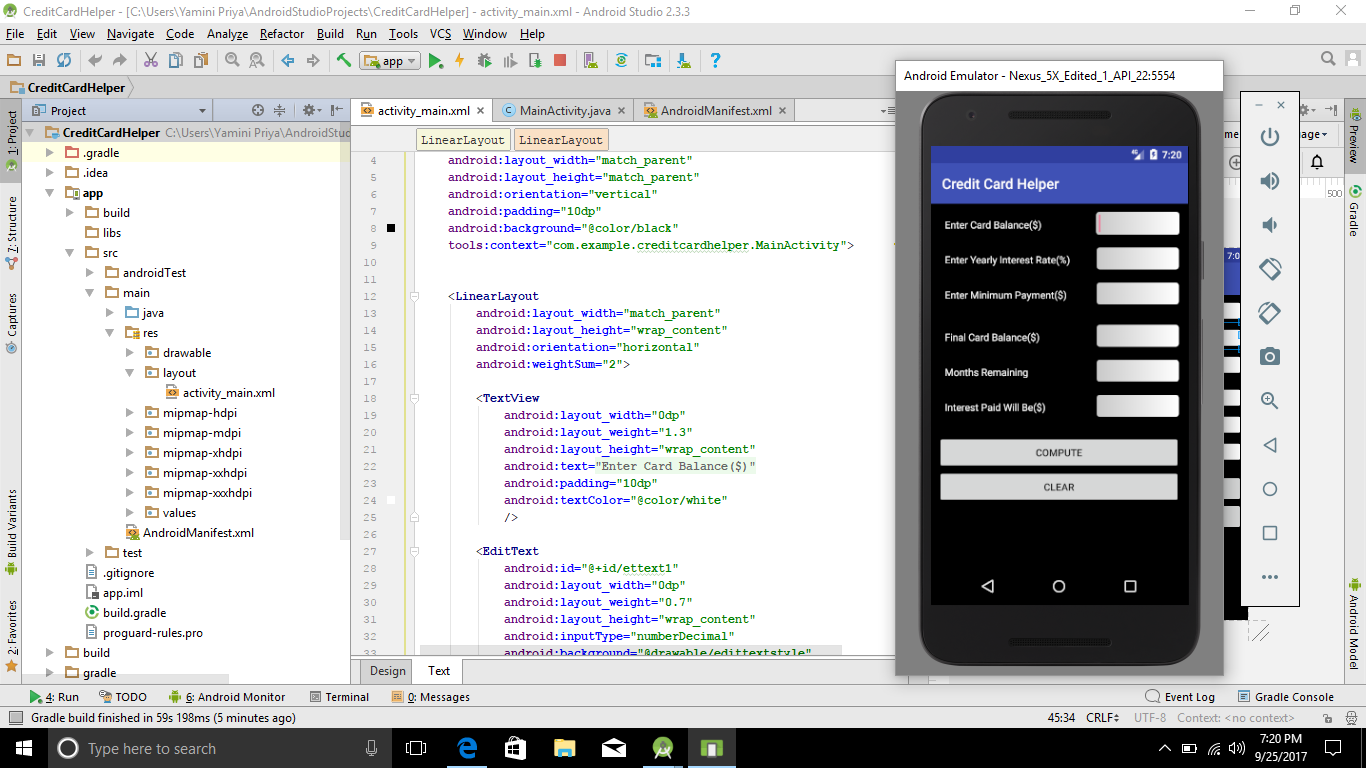 CreditCardHelper - [C:\Users\Yamini Priya\AndroidStudioProjects\CreditCardHelper] - activity_main.xml - Android Studio 2.3.3
File Edit View Navigate Code Analyze Refactor Build Run Tools VCS Window Help
app
CreditCardHelper
Project
activity_main.xml
MainActivity.java
AndroidManifest.xml
LinearLayout LinearLayout
1: Project
7: Structure
Captures
Build Variants
2: Favorites
CreditCardHelper C:\Users\Yamini Priya\AndroidStud
.gradle
.idea
app
build
libs
src
androidTest
main
java
res
drawable
layout
activity_main.xml
mipmap-hdpi
mipmap-mdpi
mipmap-xhdpi
mipmap-xxhdpi
mipmap-xxxhdpi
values
AndroidManifest.xml
test
.gitignore
app.iml
build.gradle
proguard-rules.pro
build
gradle
4 android:layout_width="match_parent"
5 android:layout_height="match_parent"
6 android:orientation="vertical"
7 android:padding="10dp"
8 android:background="@color/black"
9 tools:context="com.example.creditcardhelper.MainActivity">
10
11
12 <LinearLayout
13 android:layout_width="match_parent"
14 android:layout_height="wrap_content"
15 android:orientation="horizontal"
16 android:weightSum="2">
17
18 <TextView
19 android:layout_width="0dp"
20 android:layout_weight="1.3"
21 android:layout_height="wrap_content"
22 android:text="Enter Card Balance($)"
23 android:padding="10dp"
24 android:textColor="@color/white"
25 />
26
27 <EditText
28 android:id="@+id/ettext1"
29 android:layout_width="0dp"
30 android:layout_weight="0.7"
31 android:layout_height="wrap_content"
32 android:inputType="numberDecimal"
33 android:background="@drawable/edittextstyle"
Design Text
Android Emulator - Nexus_5X_Edited_1_API_22:5554
7:20
Credit Card Helper
Enter Card Balance($)
Enter Yearly Interest Rate(%)
Enter Minimum Payment($)
Final Card Balance($)
Months Remaining
Interest Paid Will Be($)
COMPUTE
CLEAR
500
7:0
Preview
Gradle
Android Model
4: Run TODO 6: Android Monitor Terminal 0: Messages Event Log Gradle Console
Gradle build finished in 59s 198ms (5 minutes ago) 45:34 CRLF UTF-8 Context: <no context>
Type here to search
7:20 PM
9/25/2017